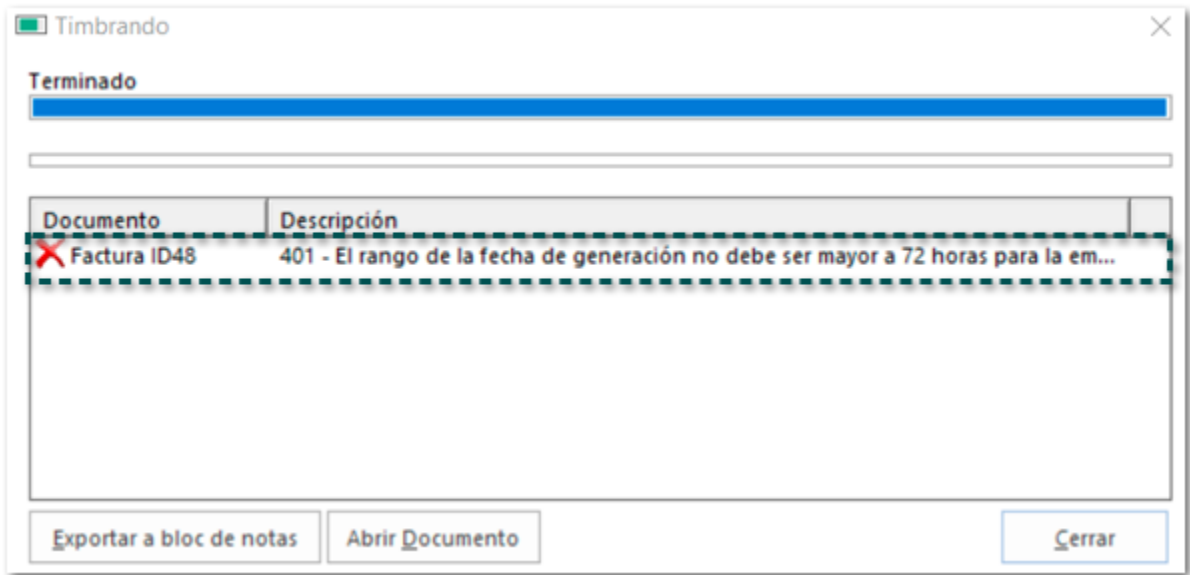 Timbrando
Terminado
Documento Descripción
Factura ID48 401 - El rango de la fecha de generación no debe ser mayor a 72 horas para la em...
Exportar a bloc de notas Abrir Documento Cerrar